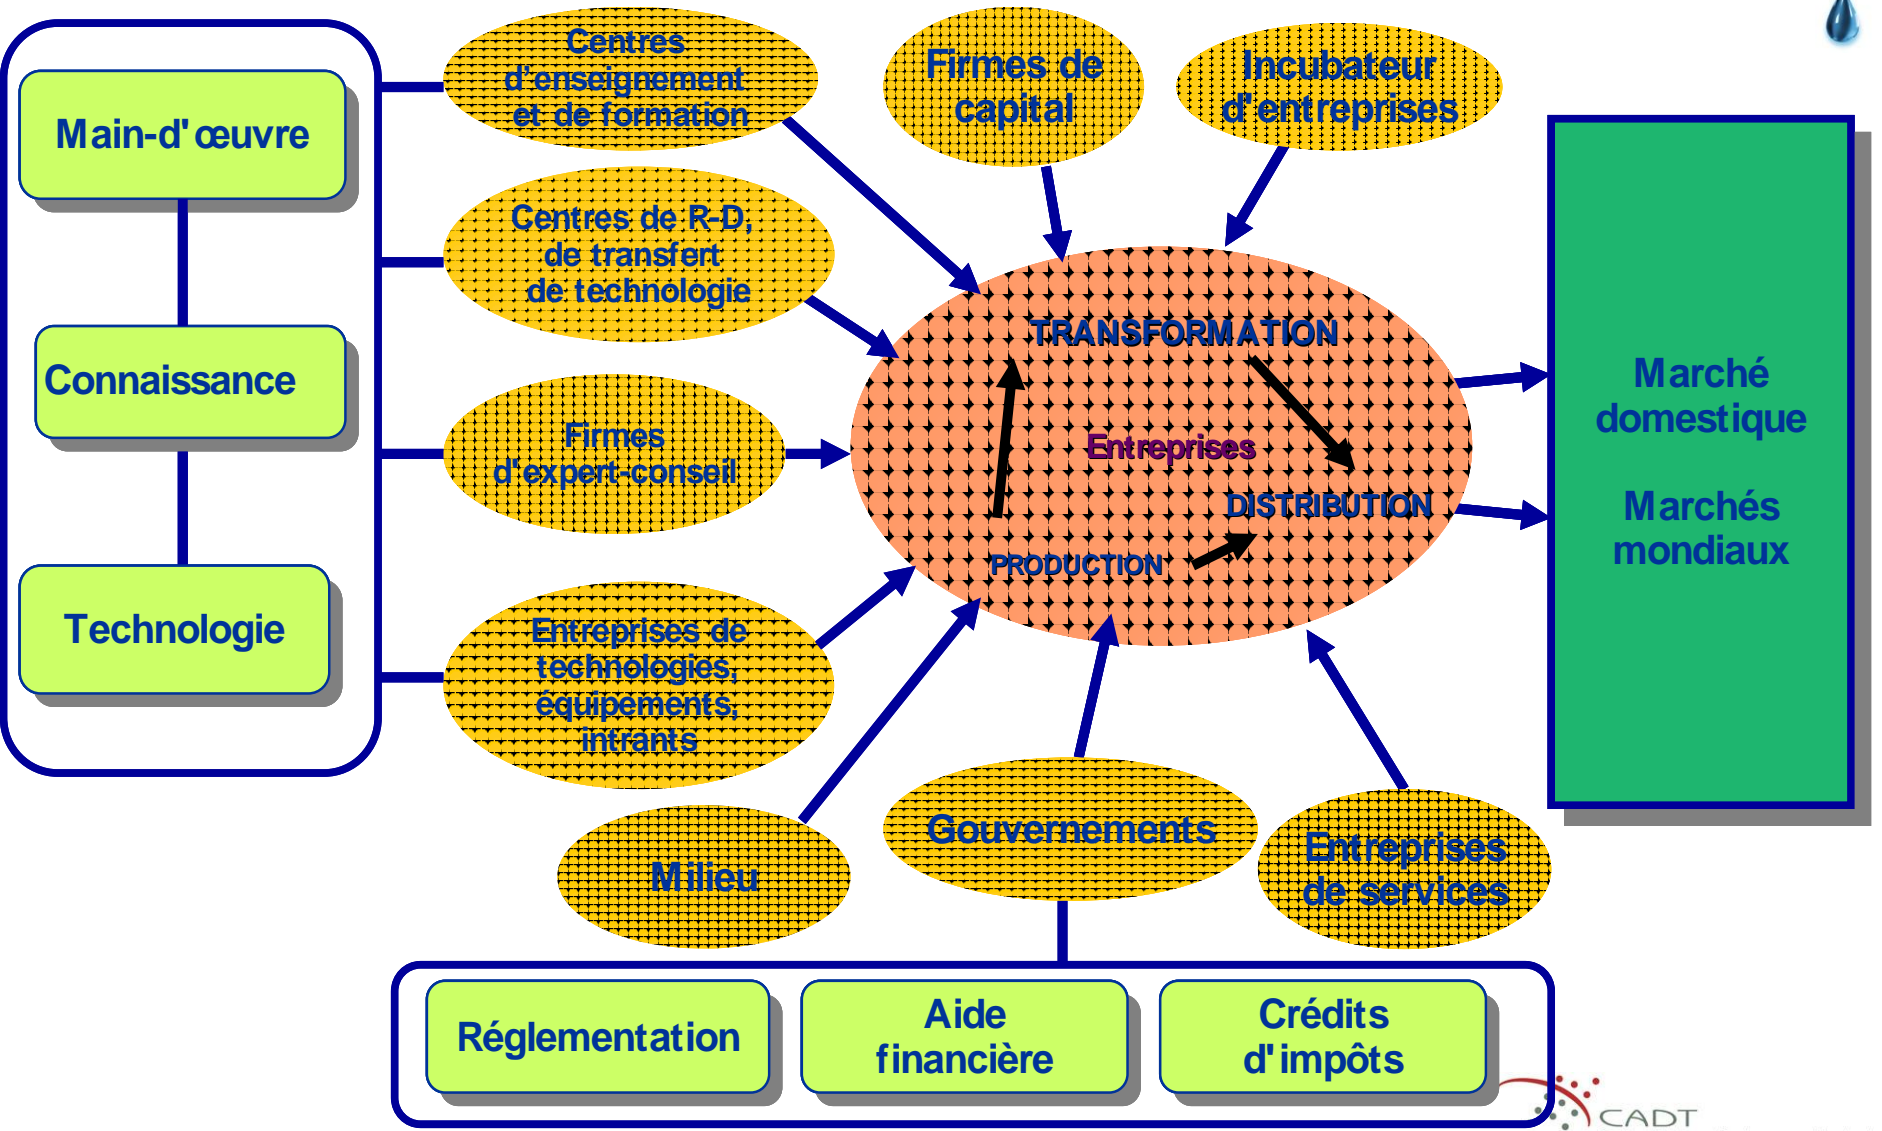 Main-d'œuvre
Connaissance
Technologie
Centres
d'enseignement
et de formation
Centres de R-D,
de transfert
de technologie
Firmes
d'expert-conseil
Entreprises de
technologies,
équipements,
intrants
Milieu
Firmes de
capital
Incubateur
d'entreprises
TRANSFORMATION
Entreprises
DISTRIBUTION
PRODUCTION
Marché
domestique
Marchés
mondiaux
Gouvernements
Entreprises
de services
Réglementation
Aide
financière
Crédits
d'impôts
CADT